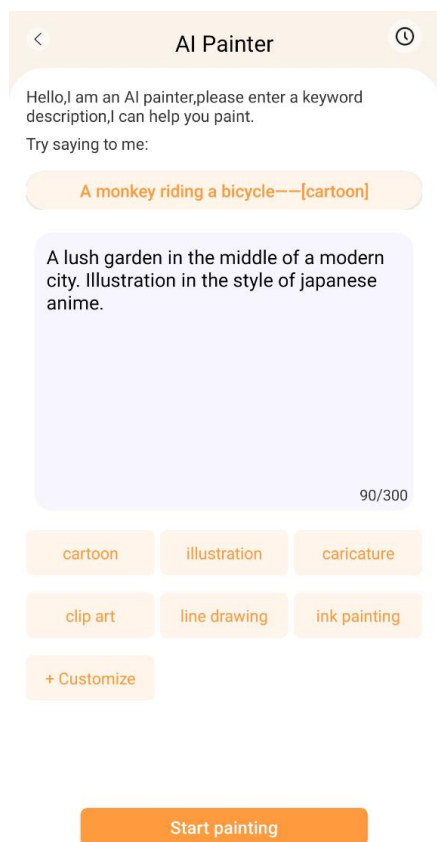 AI Painter
Hello,I am an AI painter,please enter a keyword
description,I can help you paint.
Try saying to me:
A monkey riding a bicycle——[cartoon]
A lush garden in the middle of a modern
city. Illustration in the style of japanese
anime.
90/300
cartoon illustration caricature
clip art line drawing ink painting
+ Customize
Start painting